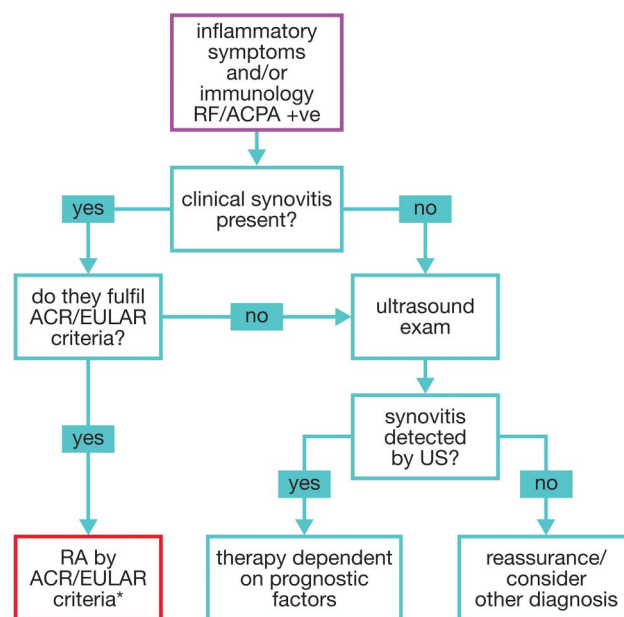 inflammatory
symptoms
and/or
immunology
RF/ACPA +ve
clinical synovitis
present?
yes
no
do they fulfil
ACR/EULAR
criteria?
no
ultrasound
exam
yes
synovitis
detected
by US?
yes
no
RA by
ACR/EULAR
criteria*
therapy dependent
on prognostic
factors
reassurance/
consider
other diagnosis